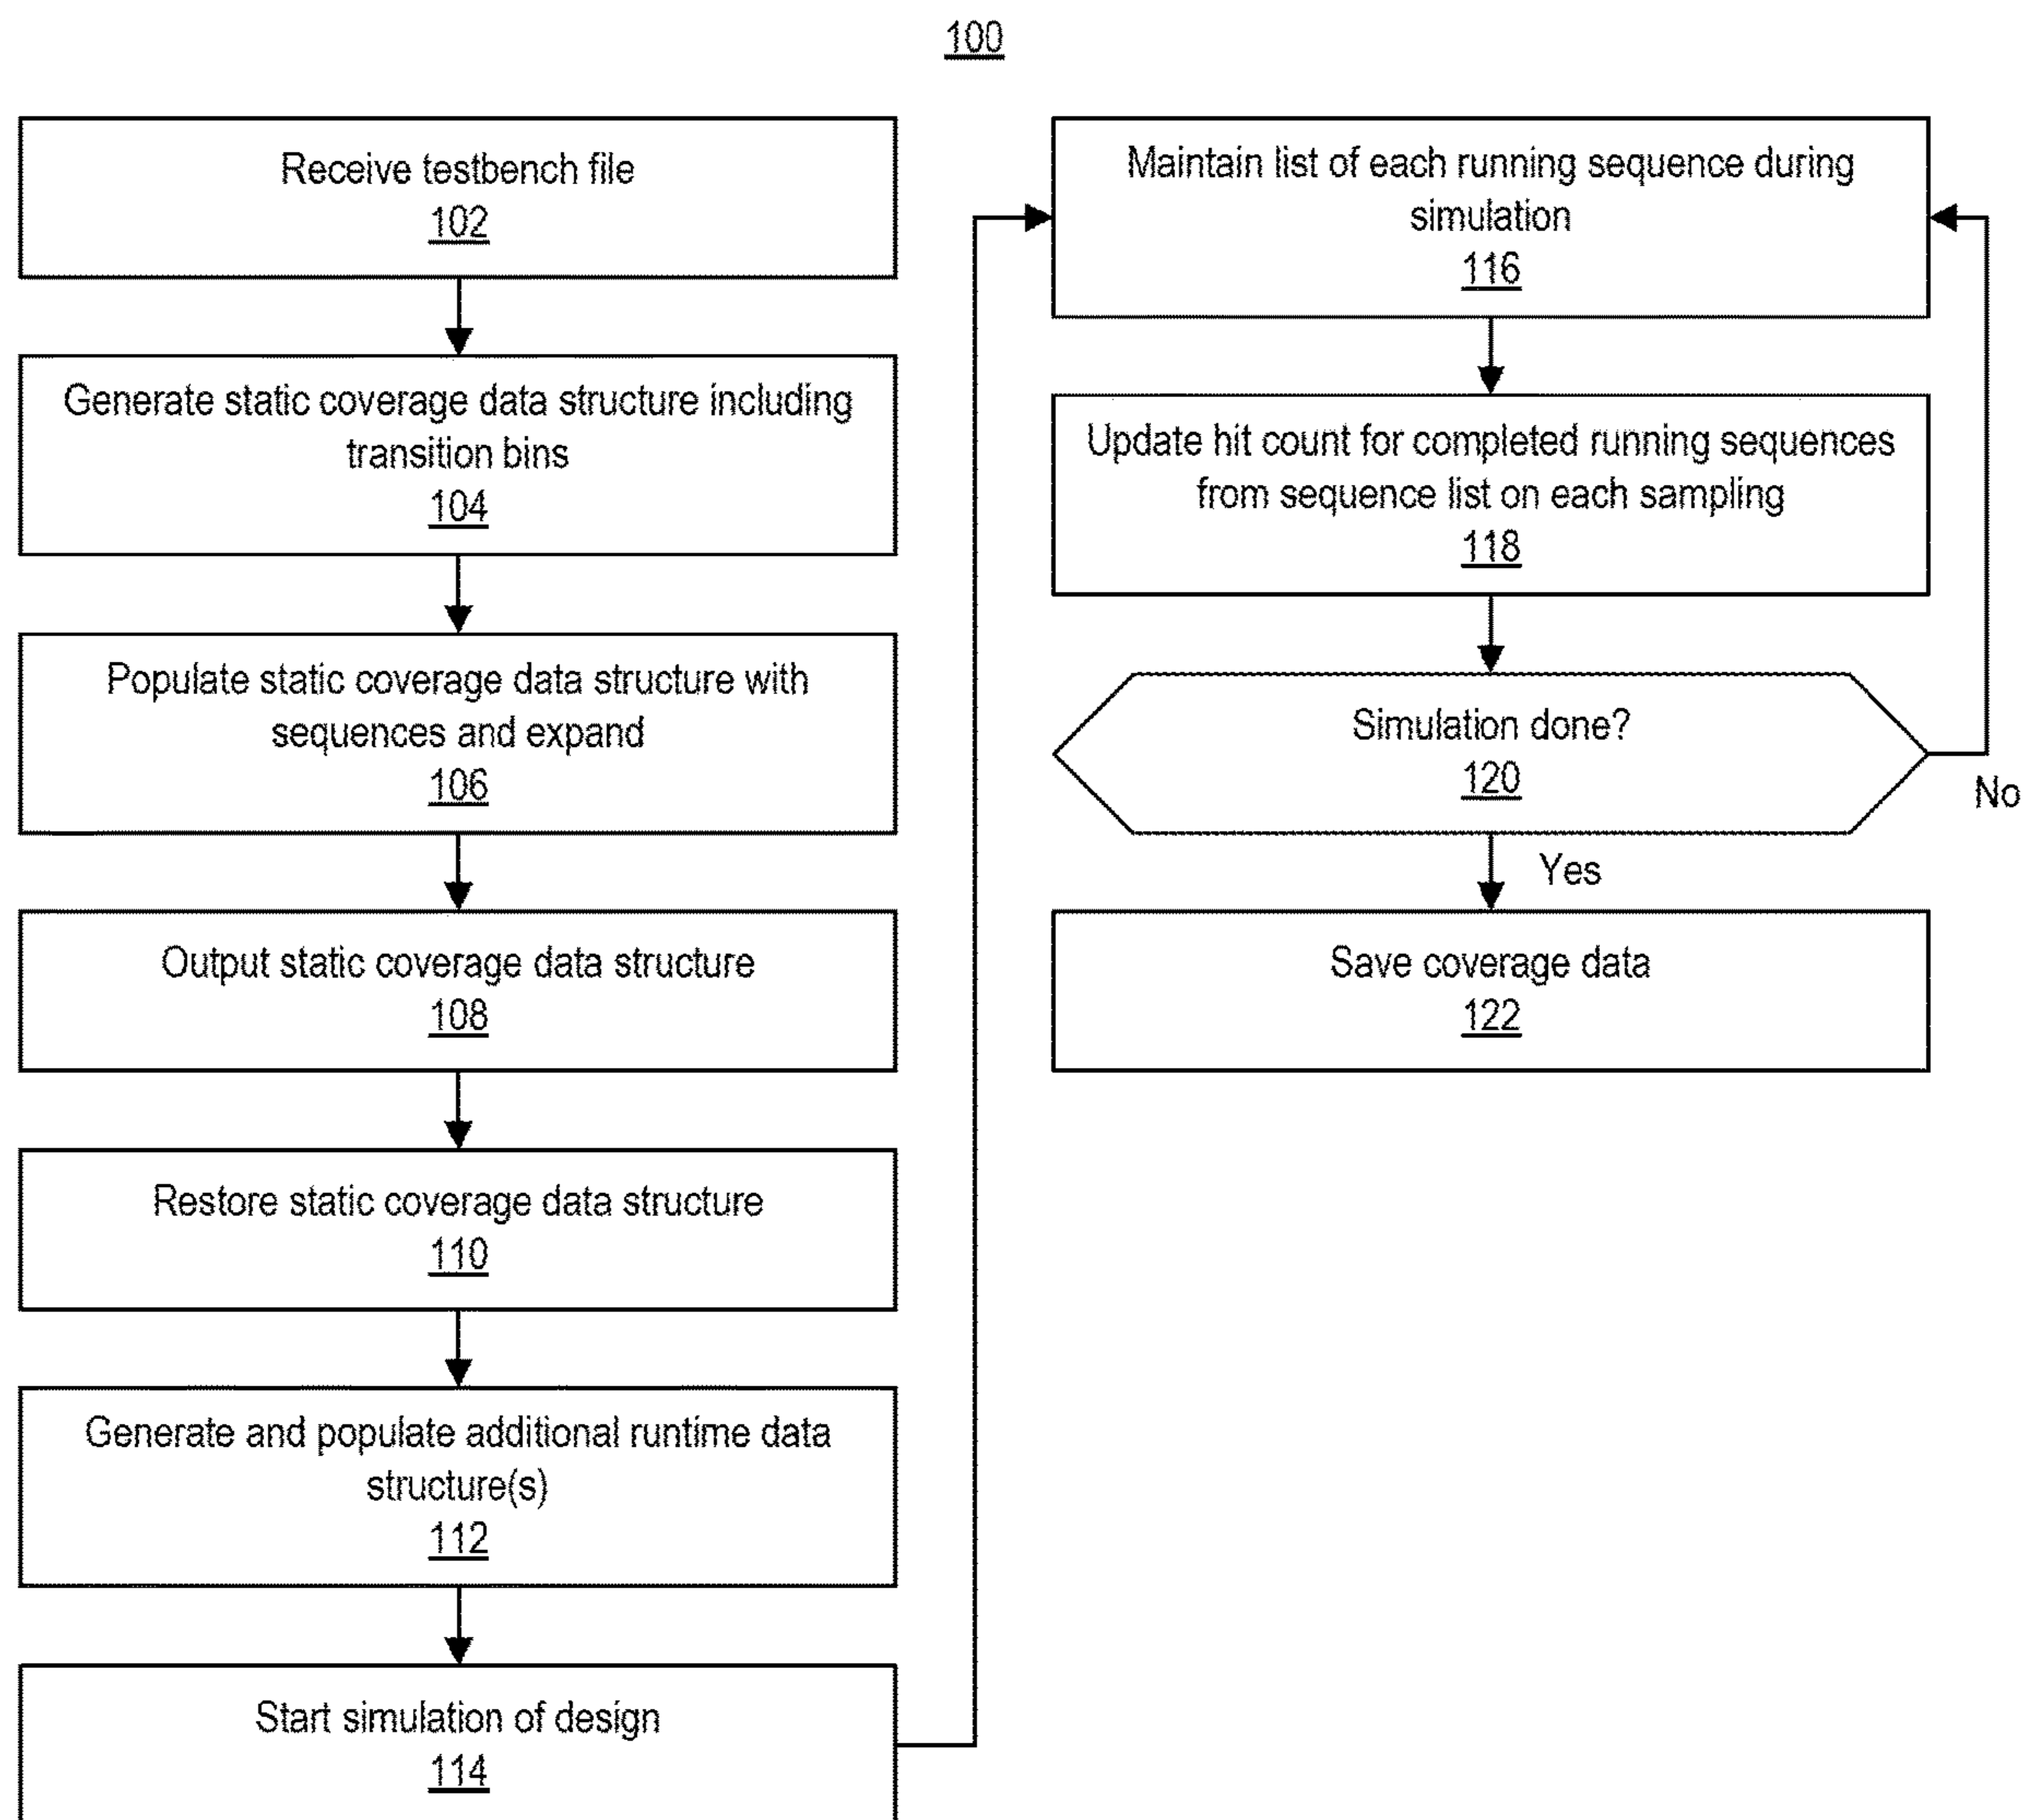 100
Receive testbench file
102
Generate static coverage data structure including
transition bins
104
Populate static coverage data structure with
sequences and expand
106
Output static coverage data structure
108
Restore static coverage data structure
110
Generate and populate additional runtime data
structure(s)
112
Start simulation of design
114
Maintain list of each running sequence during
simulation
116
Update hit count for completed running sequences
from sequence list on each sampling
118
Simulation done?
120
No
Yes
Save coverage data
122